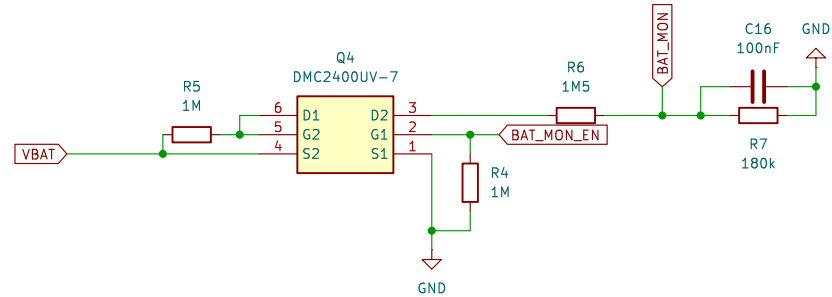 BAT_MON
C16
100nF
GND
Q4
DMC2400UV-7
R6
1M5
R5
1M
6
D1
D2
3
5
G2
G1
2
BAT_MON_EN
VBAT
4
S2
S1
1
R7
180k
R4
1M
GND